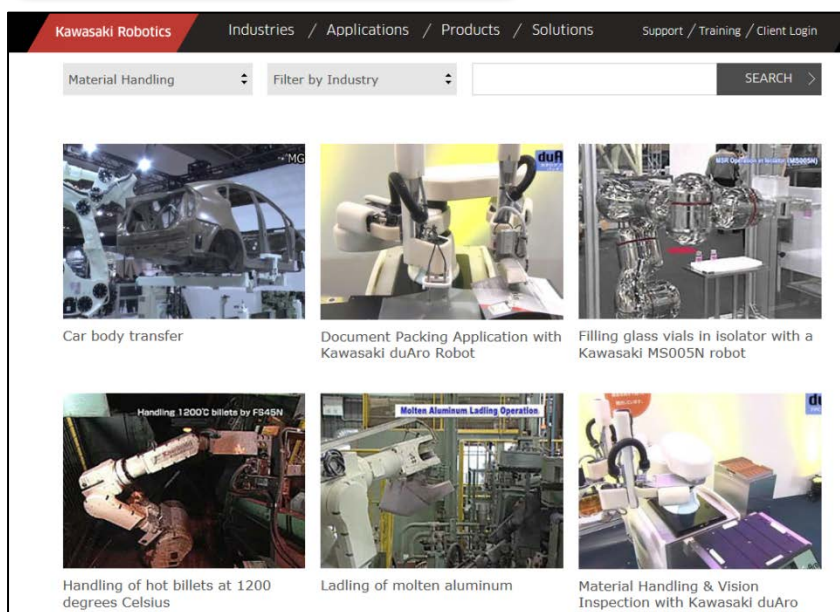 Kawasaki Robotics
Industries / Applications / Products / Solutions
Support / Training / Client Login
Material Handling
Filter by Industry
SEARCH
MG
duA
MSR Operation in Isolator (MS005N)
Car body transfer
Document Packing Application with
Kawasaki duAro Robot
Filling glass vials in isolator with a
Kawasaki MS005N robot
Handling 1200℃ billets by FS45N
Molten Aluminum Ladling Operation
du
Handling of hot billets at 1200
degrees Celsius
Ladling of molten aluminum
Material Handling & Vision
Inspection with Kawasaki duAro